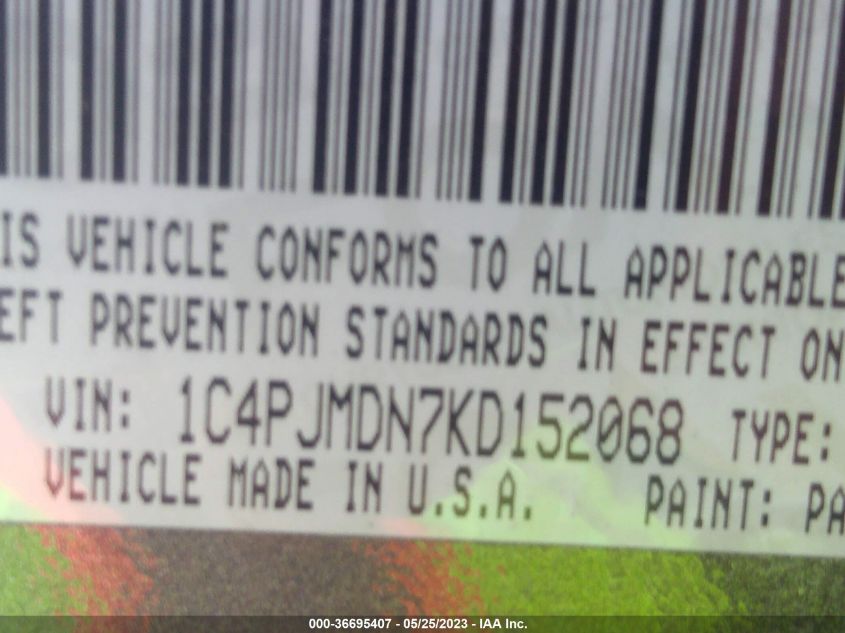 IS VEHICLE CONFORMS TO ALL APPLICABLE
EFT PREVENTION STANDARDS IN EFFECT ON
VIN: 1C4PJMDN7KD152068 TYPE:
VEHICLE MADE IN U.S.A. PAINT: PA
000-36695407 - 05/25/2023 - IAA Inc.